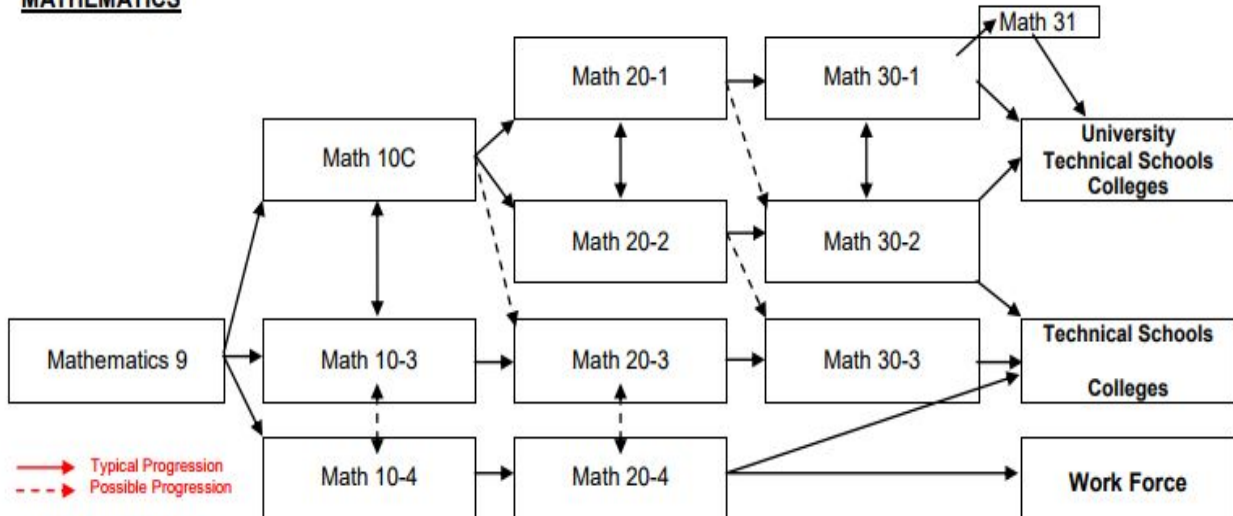 MATHEMATICS
Math 31
Math 20-1
Math 30-1
Math 10C
University
Technical Schools
Colleges
Math 20-2
Math 30-2
Mathematics 9
Math 10-3
Math 20-3
Math 30-3
Technical Schools
Colleges
Typical Progression
Possible Progression
Math 10-4
Math 20-4
Work Force